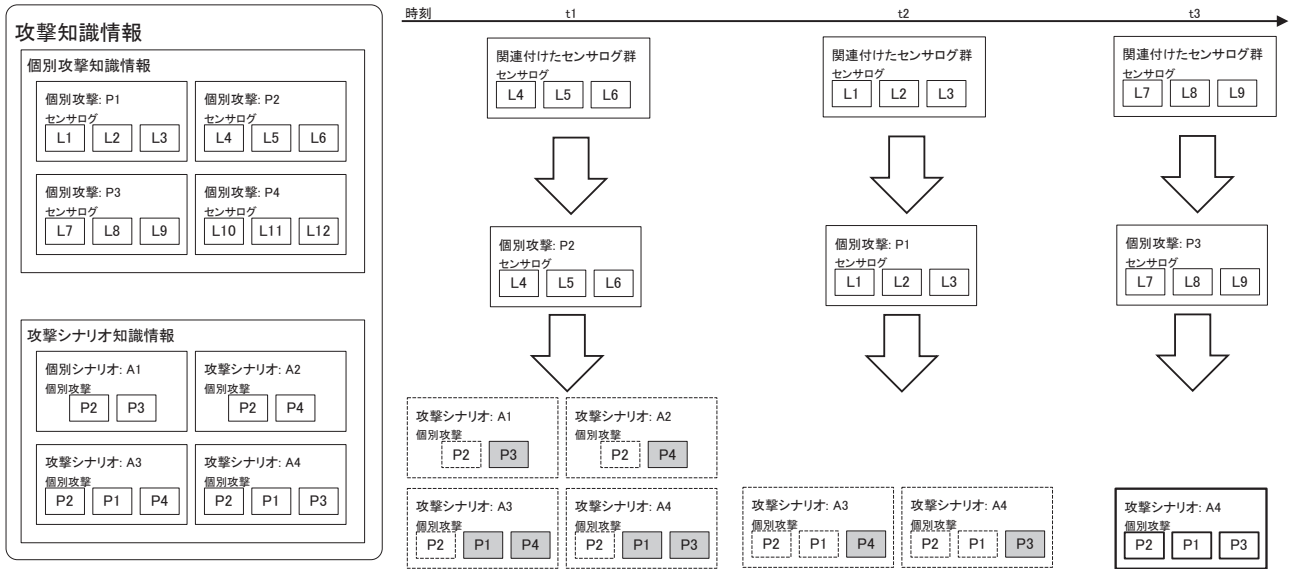 攻撃知識情報
個別攻撃知識情報
個別攻撃: P1
センサログ
L1 L2 L3
個別攻撃: P2
センサログ
L4 L5 L6
個別攻撃: P3
センサログ
L7 L8 L9
個別攻撃: P4
センサログ
L10 L11 L12
攻撃シナリオ知識情報
個別シナリオ: A1
個別攻撃
P2 P3
攻撃シナリオ: A2
個別攻撃
P2 P4
攻撃シナリオ: A3
個別攻撃
P2 P1 P4
攻撃シナリオ: A4
個別攻撃
P2 P1 P3
時刻 t1 t2 t3
関連付けたセンサログ群
センサログ
L4 L5 L6
関連付けたセンサログ群
センサログ
L1 L2 L3
関連付けたセンサログ群
センサログ
L7 L8 L9
個別攻撃: P2
センサログ
L4 L5 L6
個別攻撃: P1
センサログ
L1 L2 L3
個別攻撃: P3
センサログ
L7 L8 L9
攻撃シナリオ: A1
個別攻撃
P2 P3
攻撃シナリオ: A2
個別攻撃
P2 P4
攻撃シナリオ: A3
個別攻撃
P2 P1 P4
攻撃シナリオ: A4
個別攻撃
P2 P1 P3
攻撃シナリオ: A3
個別攻撃
P2 P1 P4
攻撃シナリオ: A4
個別攻撃
P2 P1 P3
攻撃シナリオ: A4
個別攻撃
P2 P1 P3